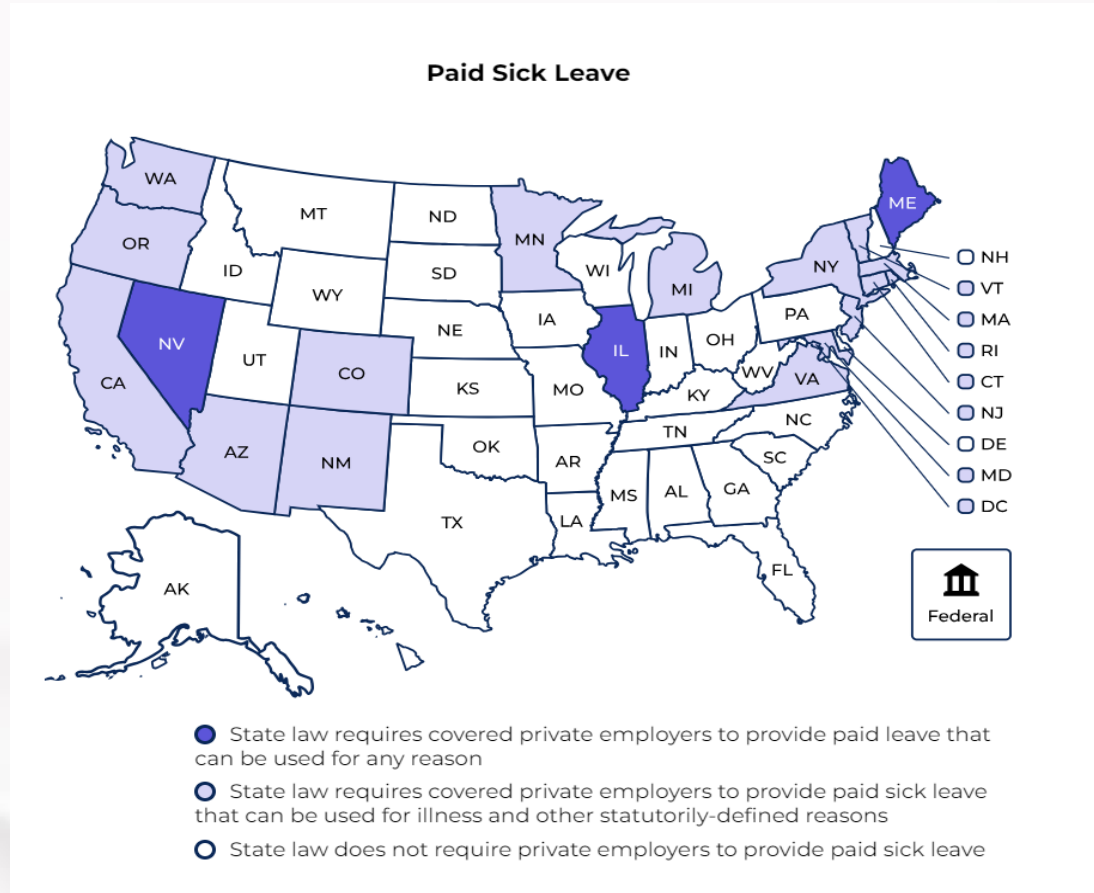 Paid Sick Leave
WA
MT
ND
MN
ME
OR
ID
SD
WI
NY
NH
WY
MI
VT
NV
NE
IA
PA
MA
UT
CO
IL
IN
OH
RI
CA
KS
MO
WV
VA
CT
KY
NJ
AZ
NM
OK
TN
NC
DE
AR
SC
MD
TX
MS
AL
GA
DC
LA
FL
AK
Federal
State law requires covered private employers to provide paid leave that
can be used for any reason
State law requires covered private employers to provide paid sick leave
that can be used for illness and other statutorily-defined reasons
State law does not require private employers to provide paid sick leave